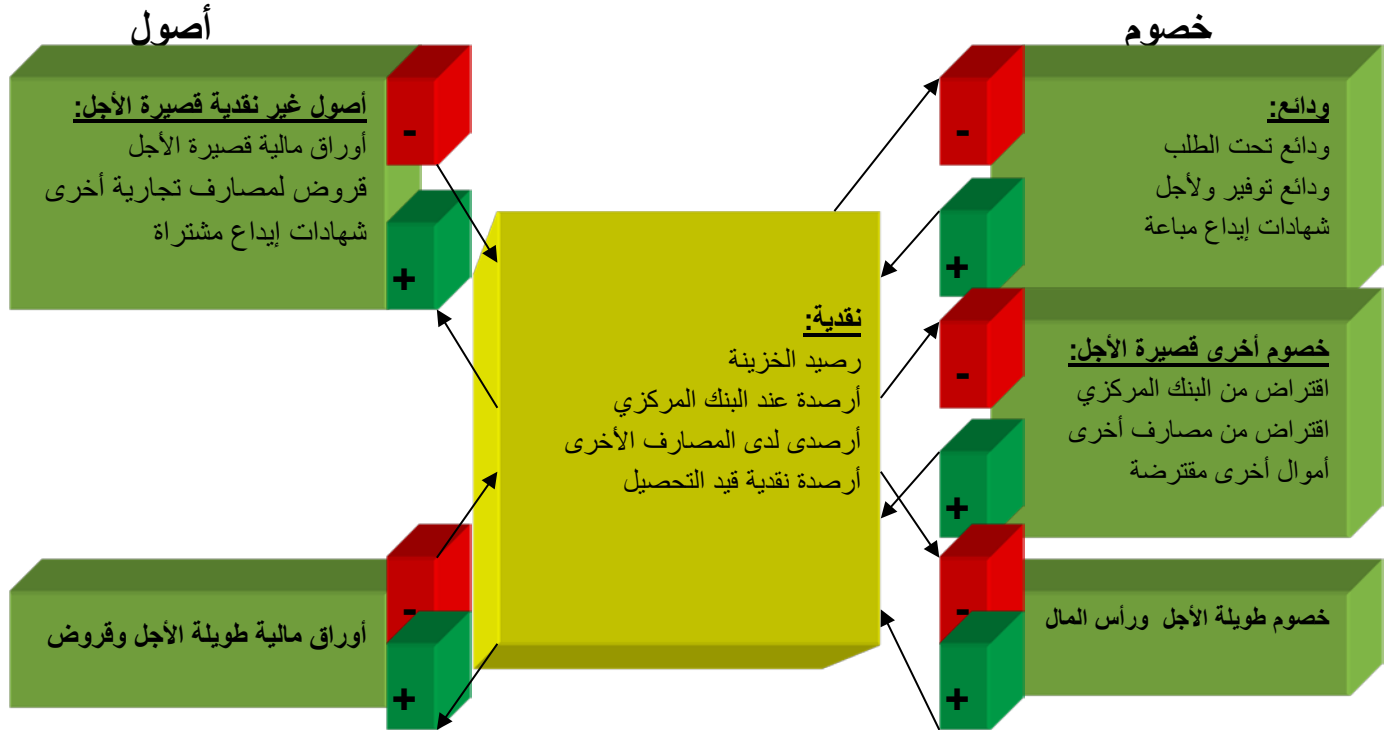 خصوم
أصول
ودائع:
ودائع تحت الطلب
ودائع توفير ولأجل
شهادات إيداع مباعة
-
+
خصوم أخرى قصيرة الأجل:
اقتراض من البنك المركزي
اقتراض من مصارف أخرى
أموال أخرى مقترضة
-
+
خصوم طويلة الأجل ورأس المال
-
+
نقدية:
رصيد الخزينة
أرصدة عند البنك المركزي
أرصدى لدى المصارف الأخرى
أرصدة نقدية قيد التحصيل
أصول غير نقدية قصيرة الأجل:
أوراق مالية قصيرة الأجل
قروض لمصارف تجارية أخرى
شهادات إيداع مشتراة
-
+
أوراق مالية طويلة الأجل وقروض
-
+